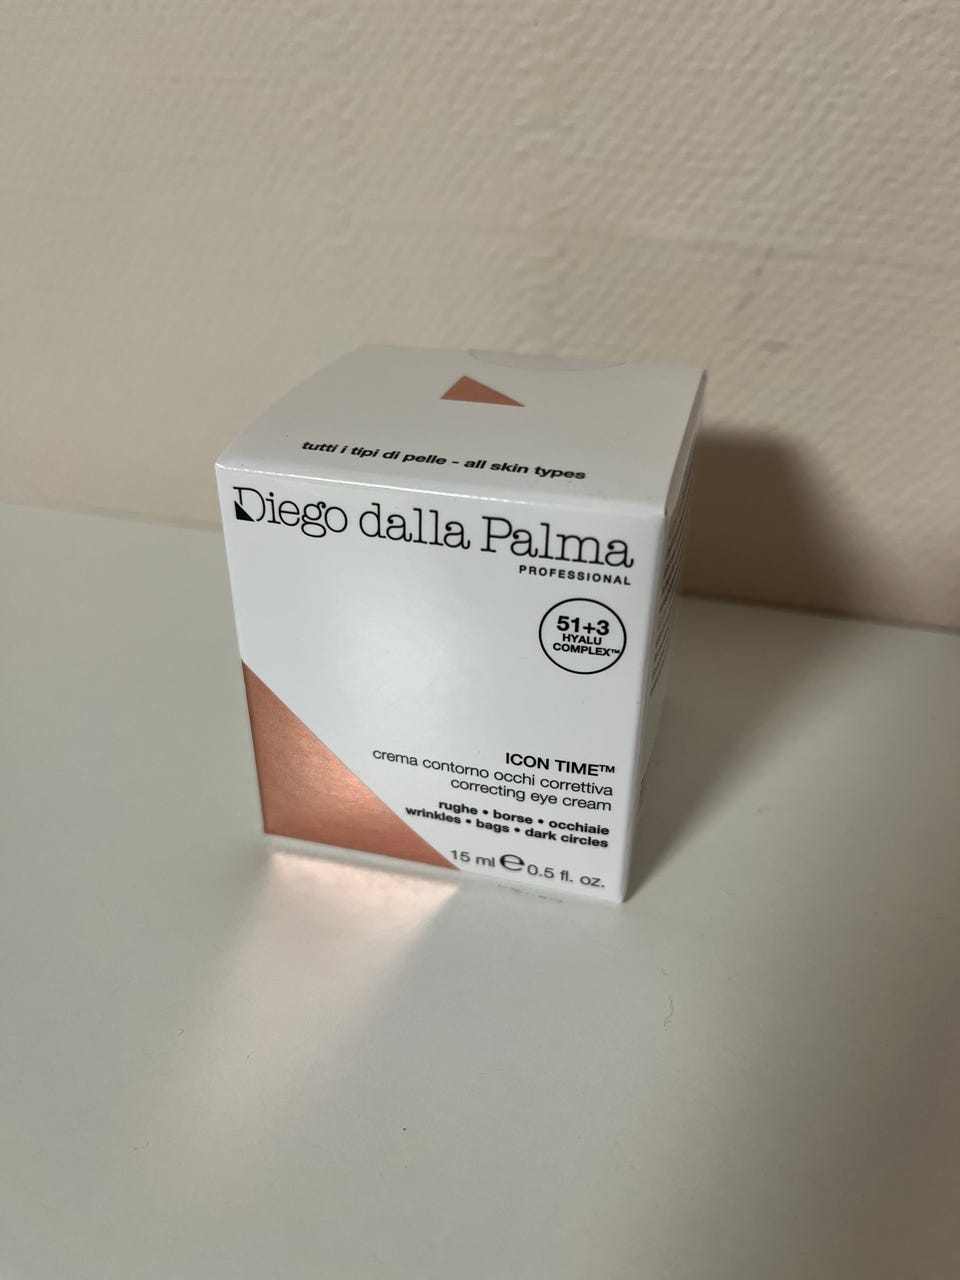 tutti i tipi di pelle - all skin types
Diego dalla Palma
PROFESSIONAL
51+3
HYALU
COMPLEX™
ICON TIME™
crema contorno occhi correttiva
correcting eye cream
rughe • borse • occhiaie
wrinkles • bags • dark circles
15 ml e 0.5 fl. oz.